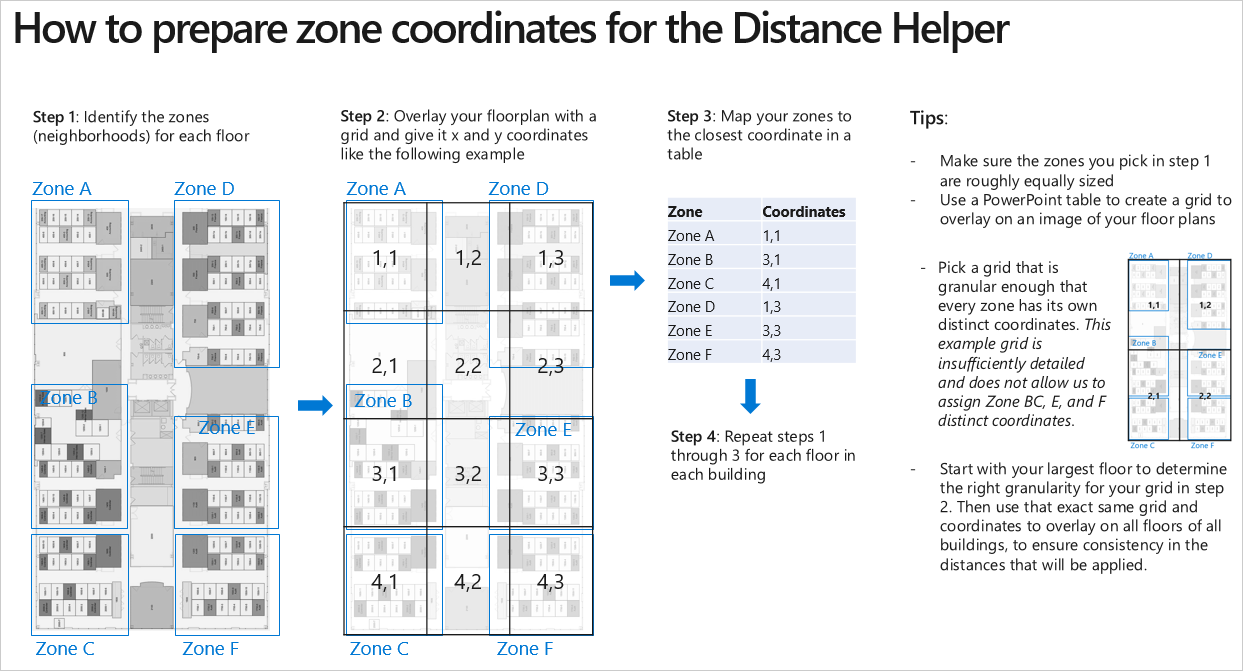 How to prepare zone coordinates for the Distance Helper
Step 1: Identify the zones
(neighborhoods) for each floor
Zone A
Zone D
Zone B
Zone E
Zone C
Zone F
Step 2: Overlay your floorplan with a
grid and give it x and y coordinates
like the following example
Zone A
Zone D
1,1
1,2
1,3
2,1
2,2
2,3
Zone B
Zone E
3,1
3,2
3,3
4,1
4,2
4,3
Zone C
Zone F
Step 3: Map your zones to
the closest coordinate in a
table
Zone Coordinates
Zone A 1,1
Zone B 3,1
Zone C 4,1
Zone D 1,3
Zone E 3,3
Zone F 4,3
Step 4: Repeat steps 1
through 3 for each floor in
each building
Tips:
- Make sure the zones you pick in step 1
are roughly equally sized
- Use a PowerPoint table to create a grid to
overlay on an image of your floor plans
- Pick a grid that is
granular enough that
every zone has its own
distinct coordinates. This
example grid is
insufficiently detailed
and does not allow us to
assign Zone BC, E, and F
distinct coordinates.
Zone A
Zone D
1,1
1,2
Zone B
Zone E
2,1
2,2
Zone C
Zone F
- Start with your largest floor to determine
the right granularity for your grid in step
2. Then use that exact same grid and
coordinates to overlay on all floors of all
buildings, to ensure consistency in the
distances that will be applied.